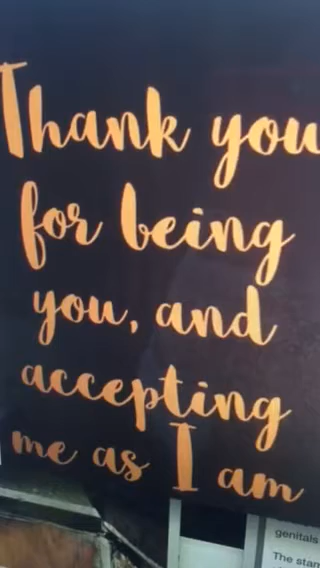 Thank you
for being
you, and
accepting
me as I am
genitals
The stan